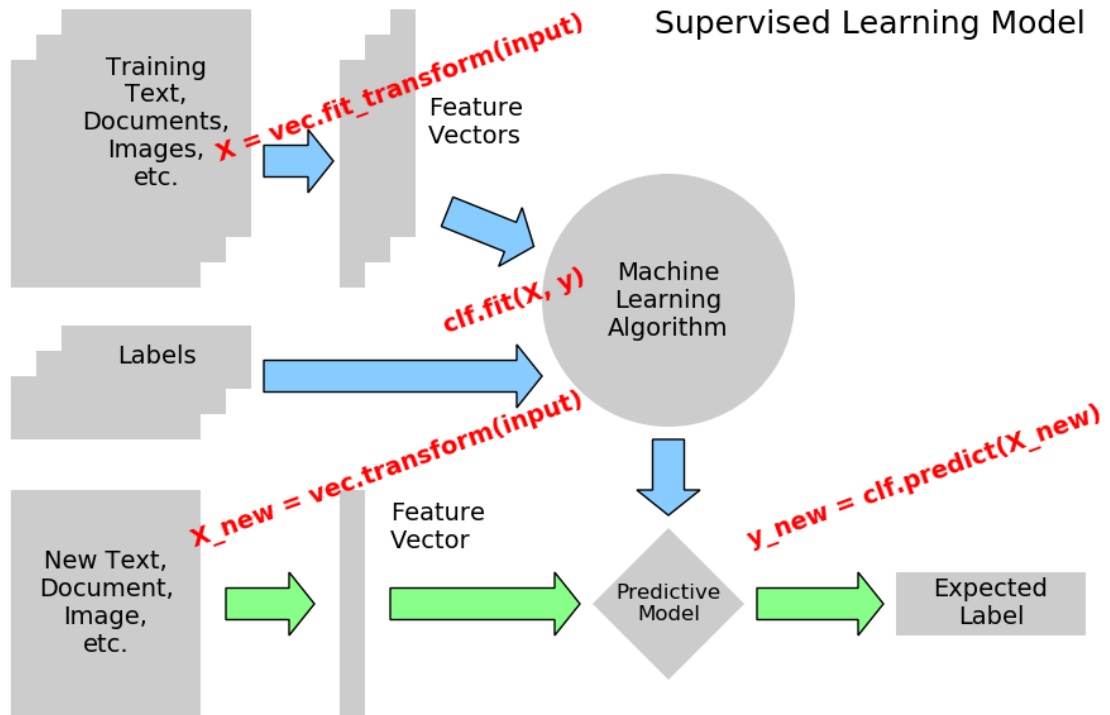 Supervised Learning Model
Training
Text,
Documents,
Images,
etc.
X = vec.fit_transform(input)
Feature
Vectors
Machine
Learning
Algorithm
clf.fit(X, y)
Labels
X_new = vec.transform(input)
y_new = clf.predict(X_new)
New Text,
Document,
Image,
etc.
Feature
Vector
Predictive
Model
Expected
Label